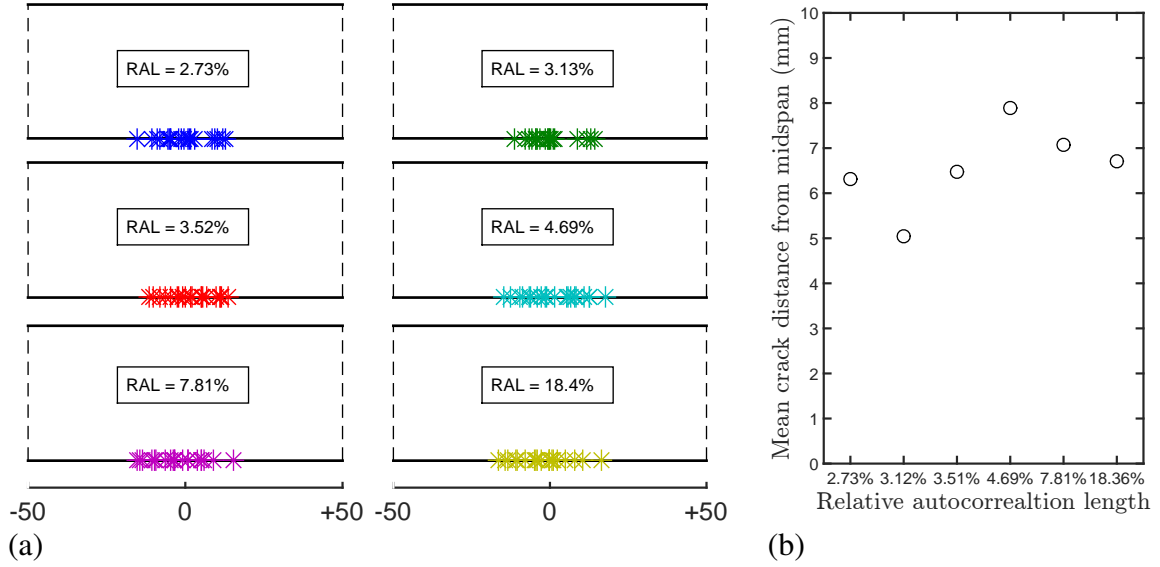 RAL = 2.73%
RAL = 3.13%
RAL = 3.52%
RAL = 4.69%
RAL = 7.81%
RAL = 18.4%
-50 0 +50
-50 0 +50
(a)
Mean crack distance from midspan (mm)
10
9
8
7
6
5
4
3
2
1
0
2.73% 3.12% 3.51% 4.69% 7.81% 18.36%
Relative autocorrealtion length
(b)